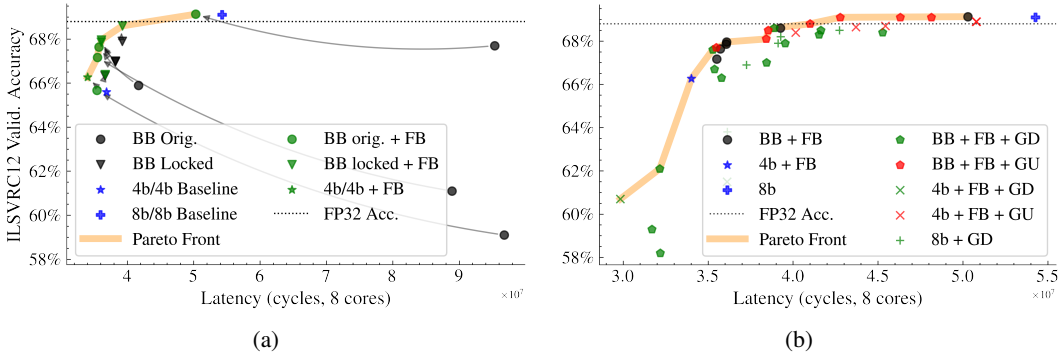 ILSVRC12 Valid. Accuracy
68%
66%
64%
62%
60%
58%
BB Orig.
BB Locked
4b/4b Baseline
8b/8b Baseline
Pareto Front
BB orig. + FB
BB locked + FB
4b/4b + FB
FP32 Acc.
4 5 6 7 8 9
×10⁷
Latency (cycles, 8 cores)
(a)
68%
66%
64%
62%
60%
58%
BB + FB
4b + FB
8b
FP32 Acc.
Pareto Front
BB + FB + GD
BB + FB + GU
4b + FB + GD
4b + FB + GU
8b + GD
3.0 3.5 4.0 4.5 5.0 5.5
×10⁷
Latency (cycles, 8 cores)
(b)